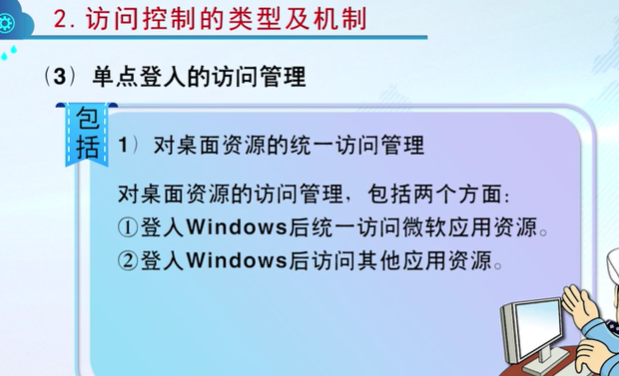 2.访问控制的类型及机制
（3）单点登入的访问管理
包括
1）对桌面资源的统一访问管理
对桌面资源的访问管理，包括两个方面：
①登入Windows后统一访问微软应用资源。
②登入Windows后访问其他应用资源。